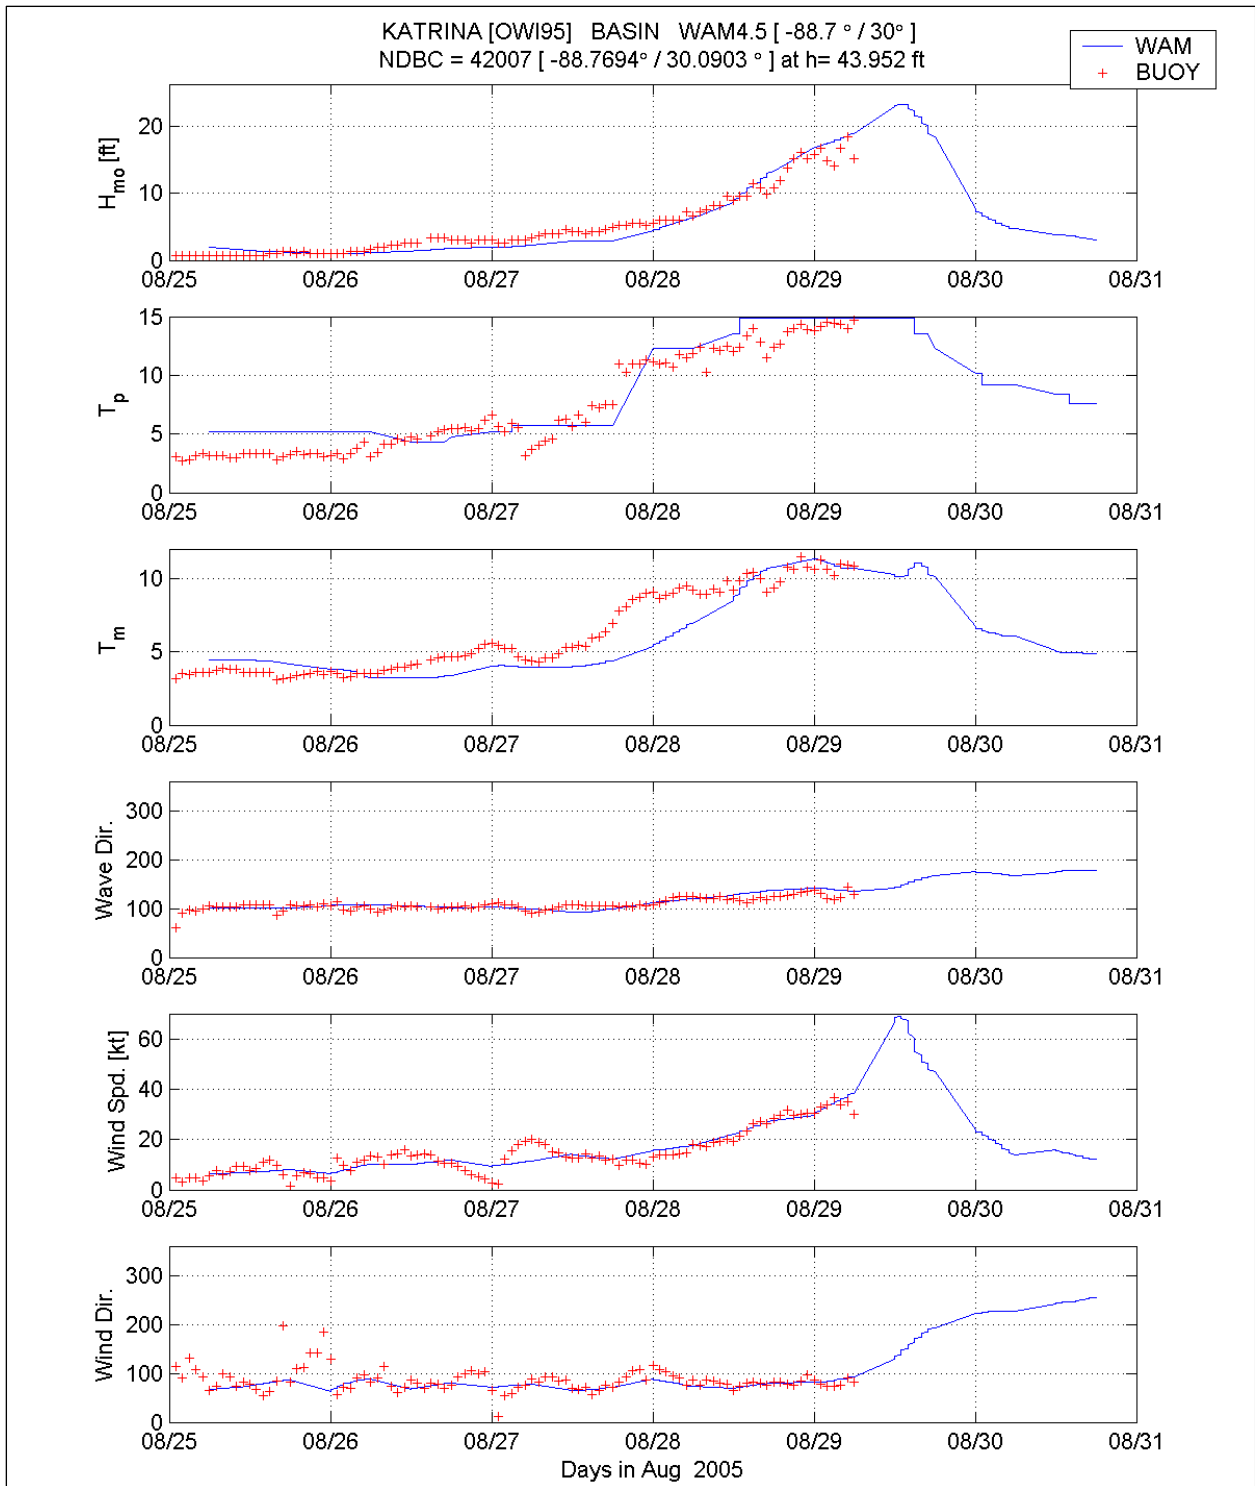 KATRINA [OWI95] BASIN WAM4.5 [ -88.7 ° / 30° ]
NDBC = 42007 [ -88.7694° / 30.0903 ° ] at h= 43.952 ft
WAM
BUOY
H_mo [ft]
20
10
0
08/25 08/26 08/27 08/28 08/29 08/30 08/31
T_p
15
10
5
0
08/25 08/26 08/27 08/28 08/29 08/30 08/31
T_m
10
5
0
08/25 08/26 08/27 08/28 08/29 08/30 08/31
Wave Dir.
300
200
100
0
08/25 08/26 08/27 08/28 08/29 08/30 08/31
Wind Spd. [kt]
60
40
20
0
08/25 08/26 08/27 08/28 08/29 08/30 08/31
Wind Dir.
300
200
100
0
08/25 08/26 08/27 08/28 08/29 08/30 08/31
Days in Aug 2005